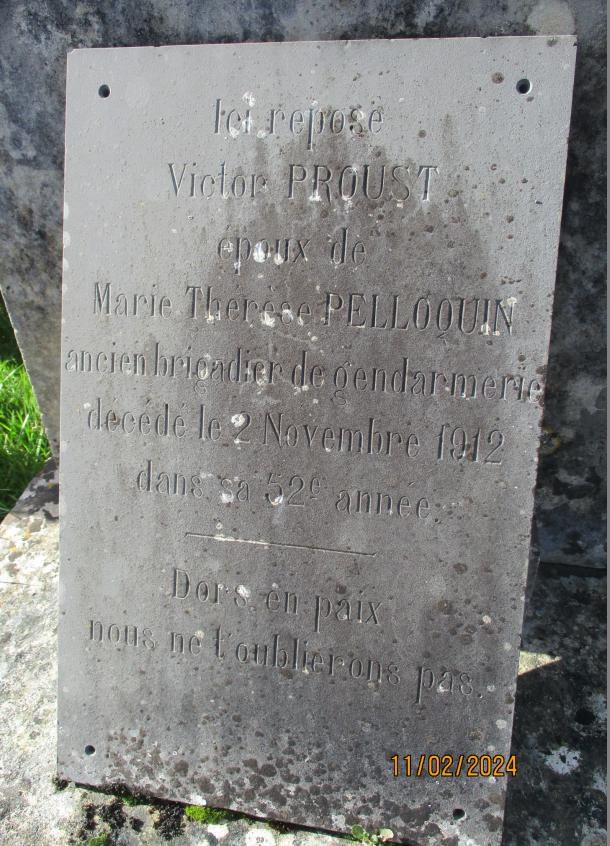 Ici repose
Victor PROUST
époux de
Marie Thérèse PELLOQUIN
ancien brigadier de gendarmerie
décédé le 2 Novembre 1912
dans sa 52e année.
Dors en paix
nous ne t'oublierons pas.
11/02/2024